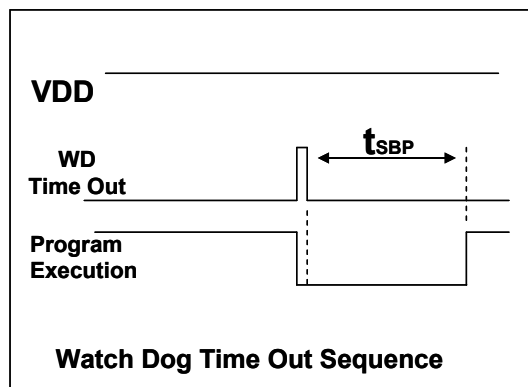 VDD
tSBP
WD
Time Out
Program
Execution
Watch Dog Time Out Sequence